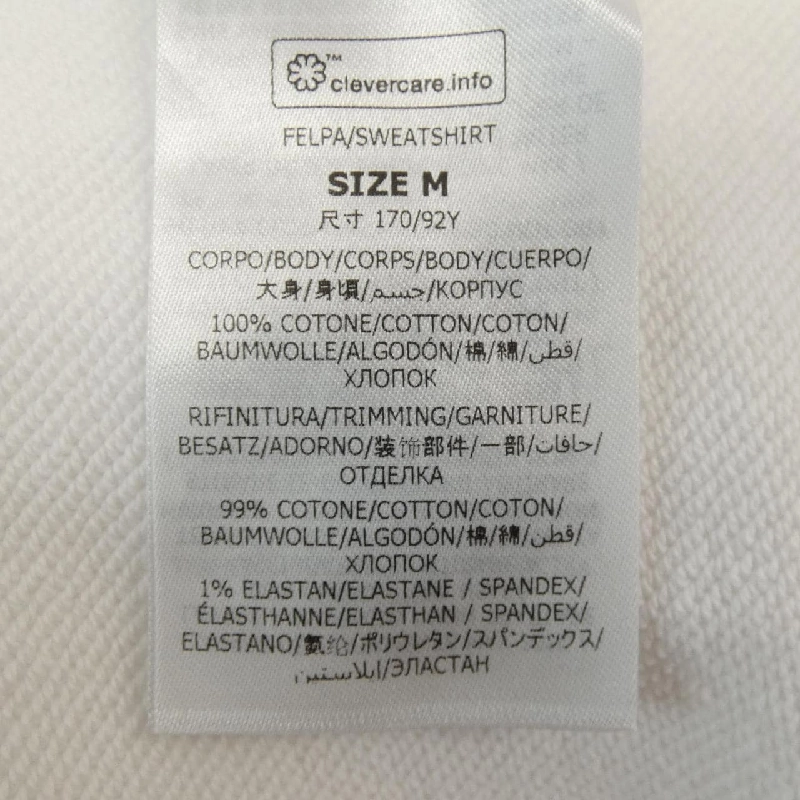 ™
clevercare.info
FELPA/SWEATSHIRT
SIZE M
尺寸 170/92Y
CORPO/BODY/CORPS/BODY/CUERPO/
大身/身頃/جسم/КОРПУС
100% COTONE/COTTON/COTON/
BAUMWOLLE/ALGODÓN/棉/綿/قطن/
ХЛОПОК
RIFINITURA/TRIMMING/GARNITURE/
BESATZ/ADORNO/装饰部件/一部/حافات/
ОТДЕЛКА
99% COTONE/COTTON/COTON/
BAUMWOLLE/ALGODÓN/棉/綿/قطن/
ХЛОПОК
1% ELASTAN/ELASTANE / SPANDEX/
ÉLASTHANNE/ELASTHAN / SPANDEX/
ELASTANO/氨纶/ポリウレタン/スパンデックス/
ايلاستين/ЭЛАСТАН